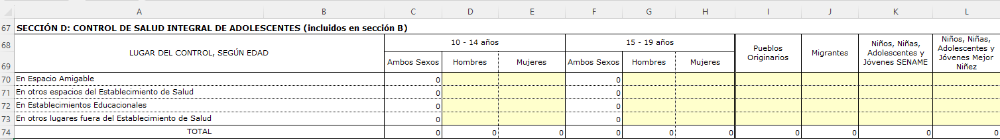 A B C D E F G H I J K L
67 SECCIÓN D: CONTROL DE SALUD INTEGRAL DE ADOLESCENTES (incluidos en sección B)
68 LUGAR DEL CONTROL, SEGÚN EDAD 10 - 14 años 15 - 19 años Pueblos Originarios Migrantes Niños, Niñas, Adolescentes y Jóvenes SENAME Niños, Niñas, Adolescentes y Jóvenes Mejor Niñez
69 Ambos Sexos Hombres Mujeres Ambos Sexos Hombres Mujeres
70 En Espacio Amigable 0 0
71 En otros espacios del Establecimiento de Salud 0 0
72 En Establecimientos Educacionales 0 0
73 En otros lugares fuera del Establecimiento de Salud 0 0
74 TOTAL 0 0 0 0 0 0 0 0 0 0